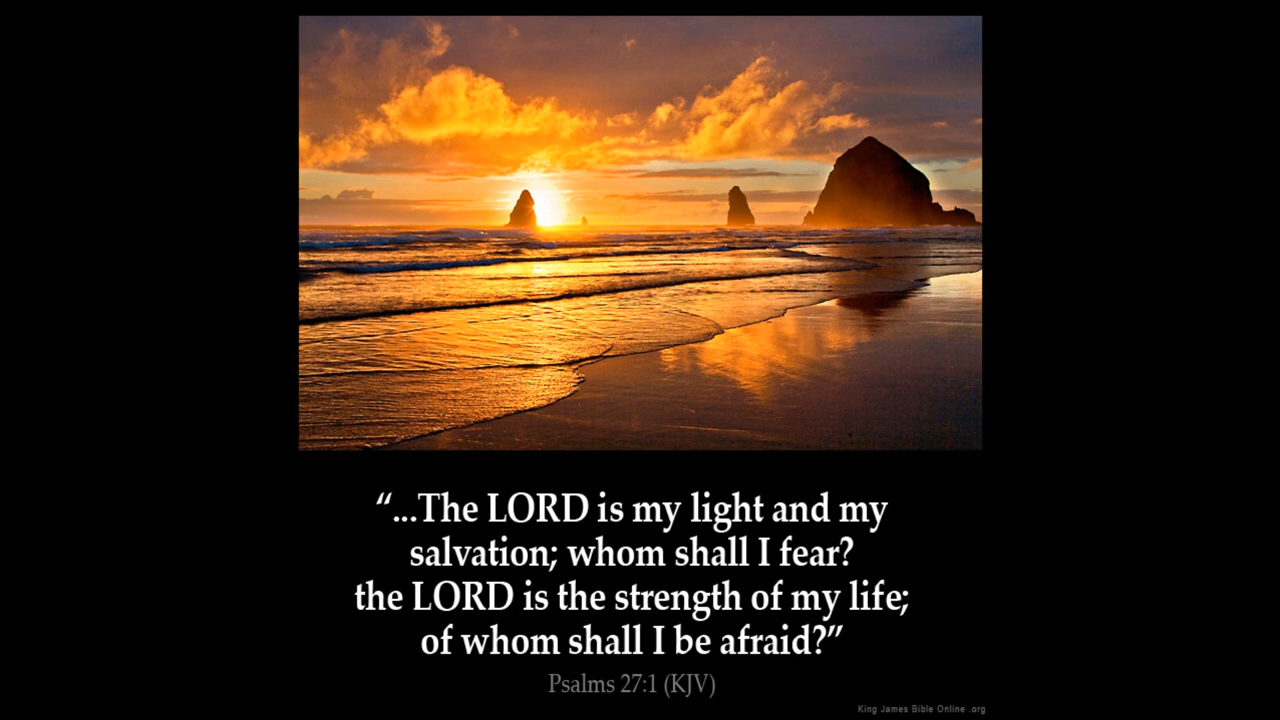 “...The LORD is my light and my
salvation; whom shall I fear?
the LORD is the strength of my life;
of whom shall I be afraid?”
Psalms 27:1 (KJV)
King James Bible Online .org